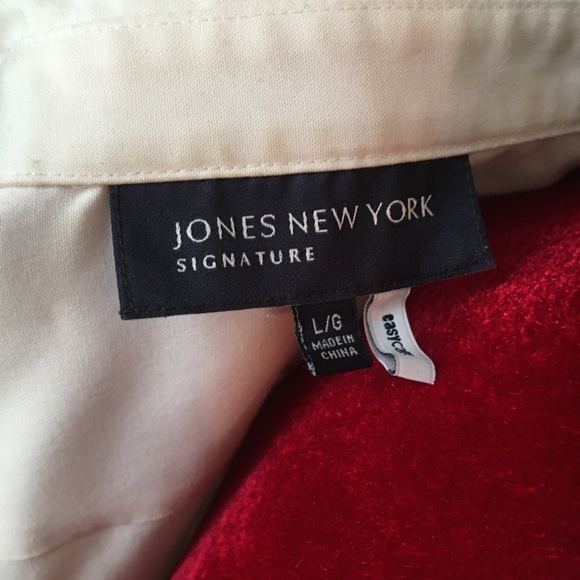 JONES NEW YORK
SIGNATURE
L/G
MADE IN
CHINA